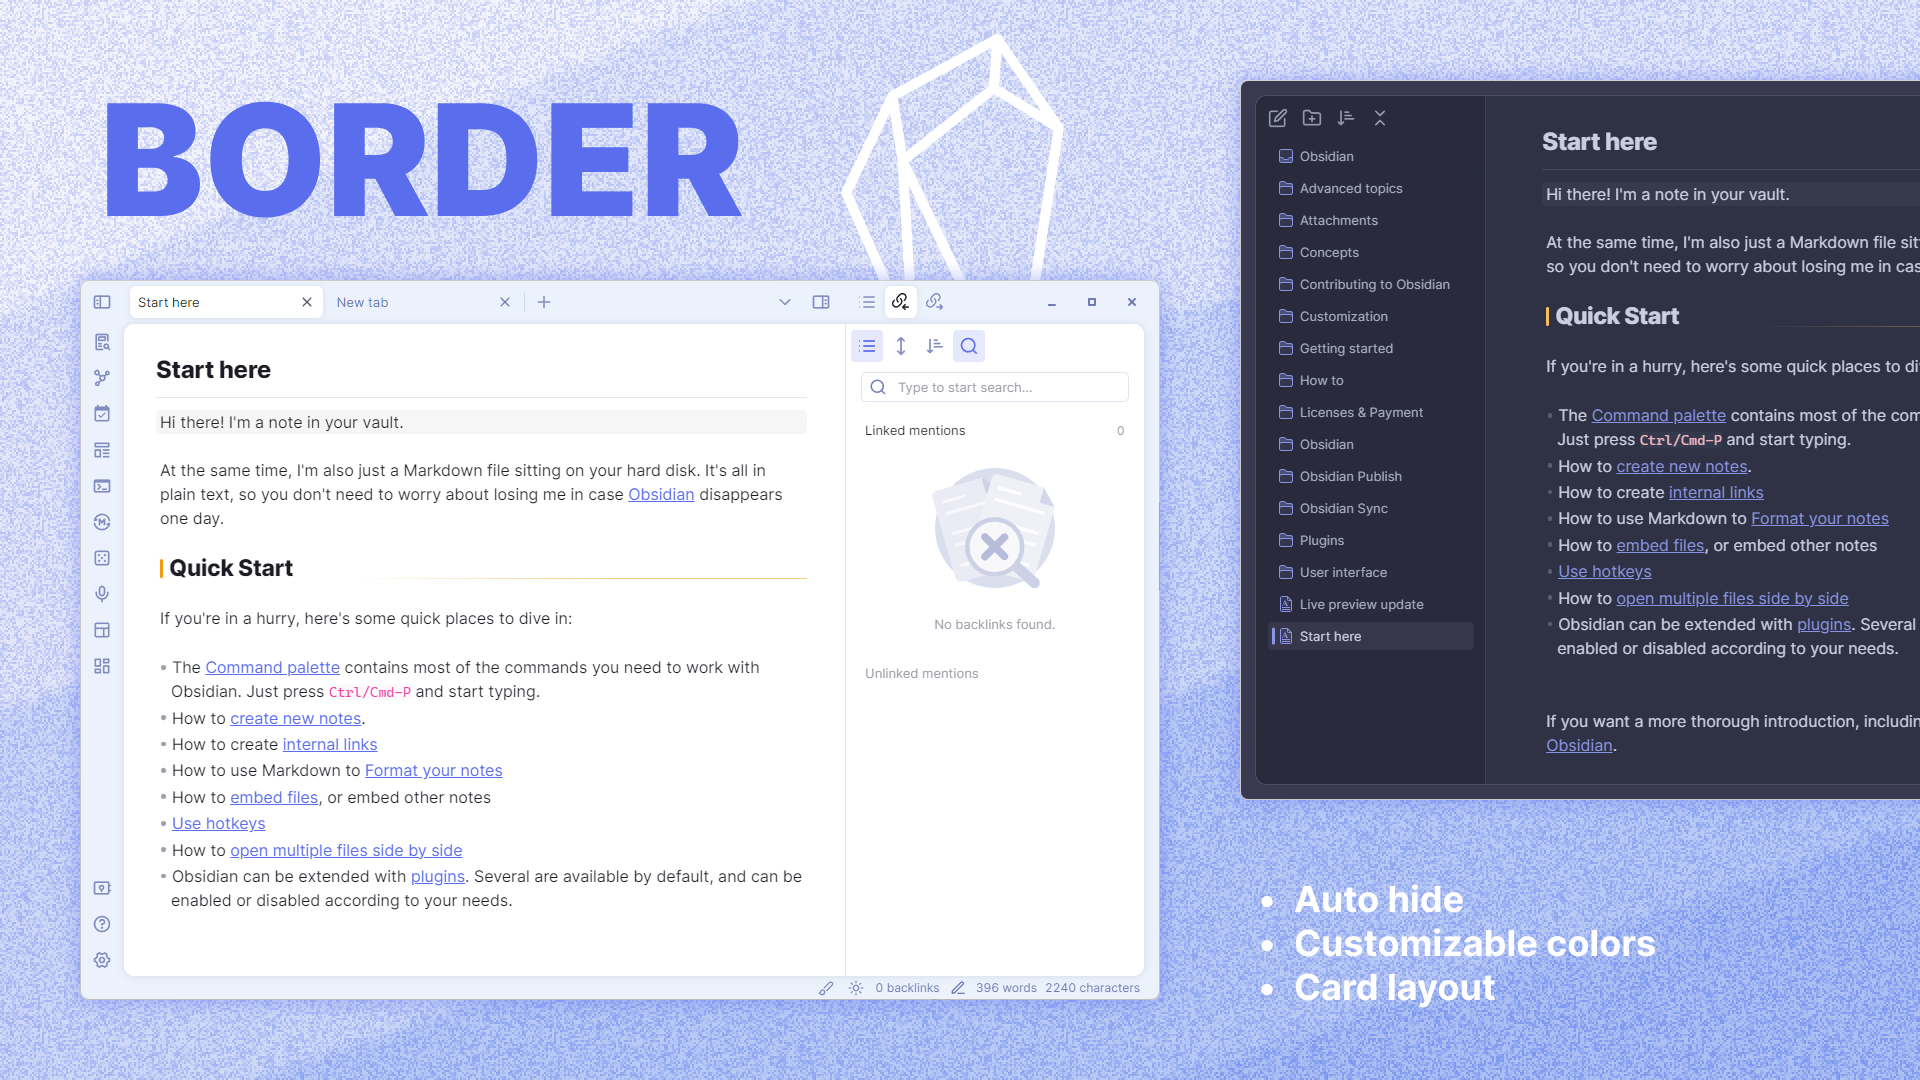 BORDER
Start here
New tab
Start here
Hi there! I'm a note in your vault.
At the same time, I'm also just a Markdown file sitting on your hard disk. It's all in
plain text, so you don't need to worry about losing me in case Obsidian disappears
one day.
Quick Start
If you're in a hurry, here's some quick places to dive in:
• The Command palette contains most of the commands you need to work with
Obsidian. Just press Ctrl/Cmd-P and start typing.
• How to create new notes.
• How to create internal links
• How to use Markdown to Format your notes
• How to embed files, or embed other notes
• Use hotkeys
• How to open multiple files side by side
• Obsidian can be extended with plugins. Several are available by default, and can be
enabled or disabled according to your needs.
Type to start search...
Linked mentions 0
No backlinks found.
Unlinked mentions
0 backlinks 396 words 2240 characters
Obsidian
Advanced topics
Attachments
Concepts
Contributing to Obsidian
Customization
Getting started
How to
Licenses & Payment
Obsidian
Obsidian Publish
Obsidian Sync
Plugins
User interface
Live preview update
Start here
Start here
Hi there! I'm a note in your vault.
At the same time, I'm also just a Markdown file sit
so you don't need to worry about losing me in cas
Quick Start
If you're in a hurry, here's some quick places to di
• The Command palette contains most of the com
Just press Ctrl/Cmd-P and start typing.
• How to create new notes.
• How to create internal links
• How to use Markdown to Format your notes
• How to embed files, or embed other notes
• Use hotkeys
• How to open multiple files side by side
• Obsidian can be extended with plugins. Several
enabled or disabled according to your needs.
If you want a more thorough introduction, includin
Obsidian.
• Auto hide
• Customizable colors
• Card layout